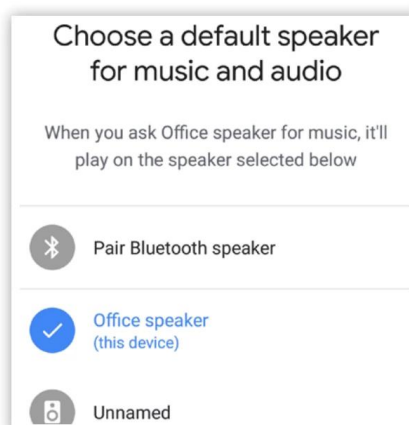 Choose a default speaker
for music and audio
When you ask Office speaker for music, it'll
play on the speaker selected below
Pair Bluetooth speaker
Office speaker
(this device)
Unnamed